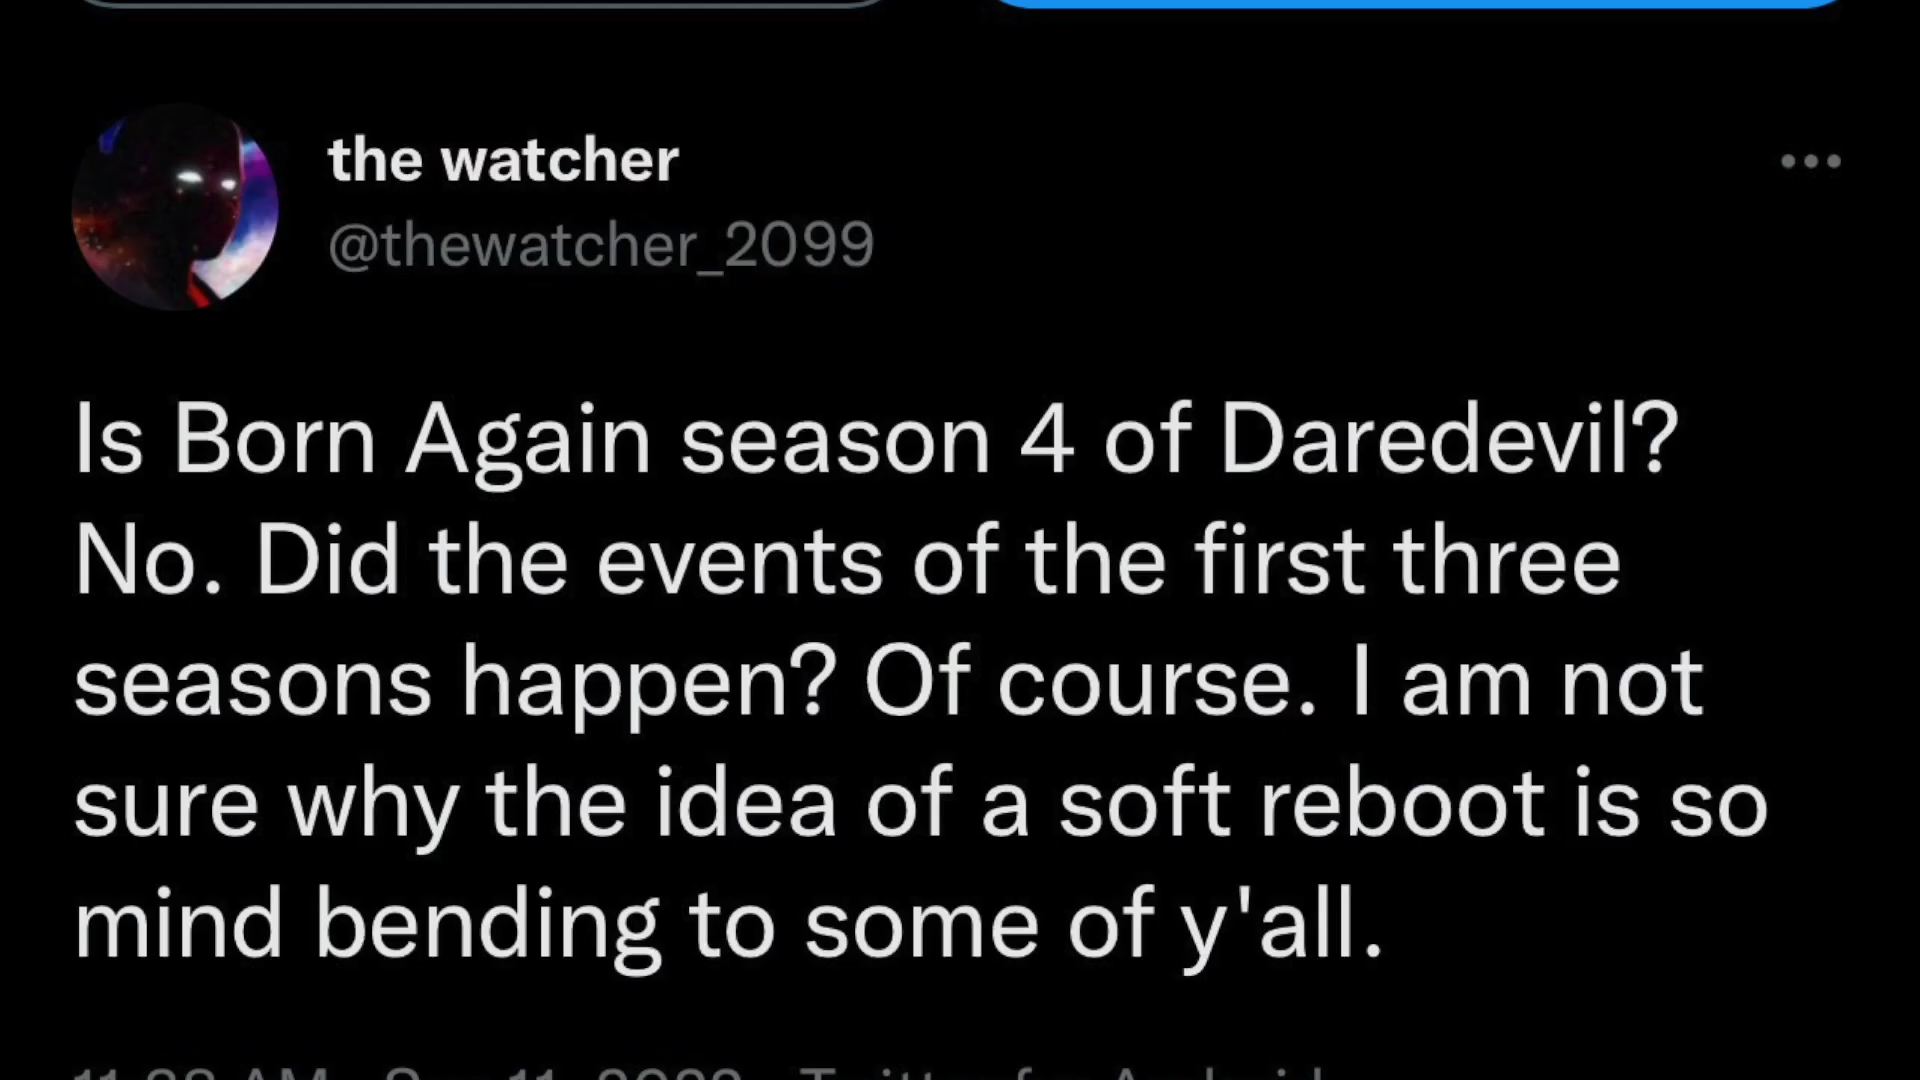 the watcher
@thewatcher_2099
Is Born Again season 4 of Daredevil?
No. Did the events of the first three
seasons happen? Of course. I am not
sure why the idea of a soft reboot is so
mind bending to some of y'all.